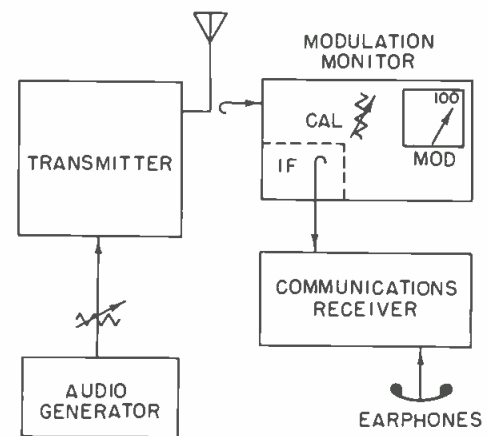 MODULATION
MONITOR
TRANSMITTER
CAL
100
MOD
IF
COMMUNICATIONS
RECEIVER
AUDIO
GENERATOR
EARPHONES